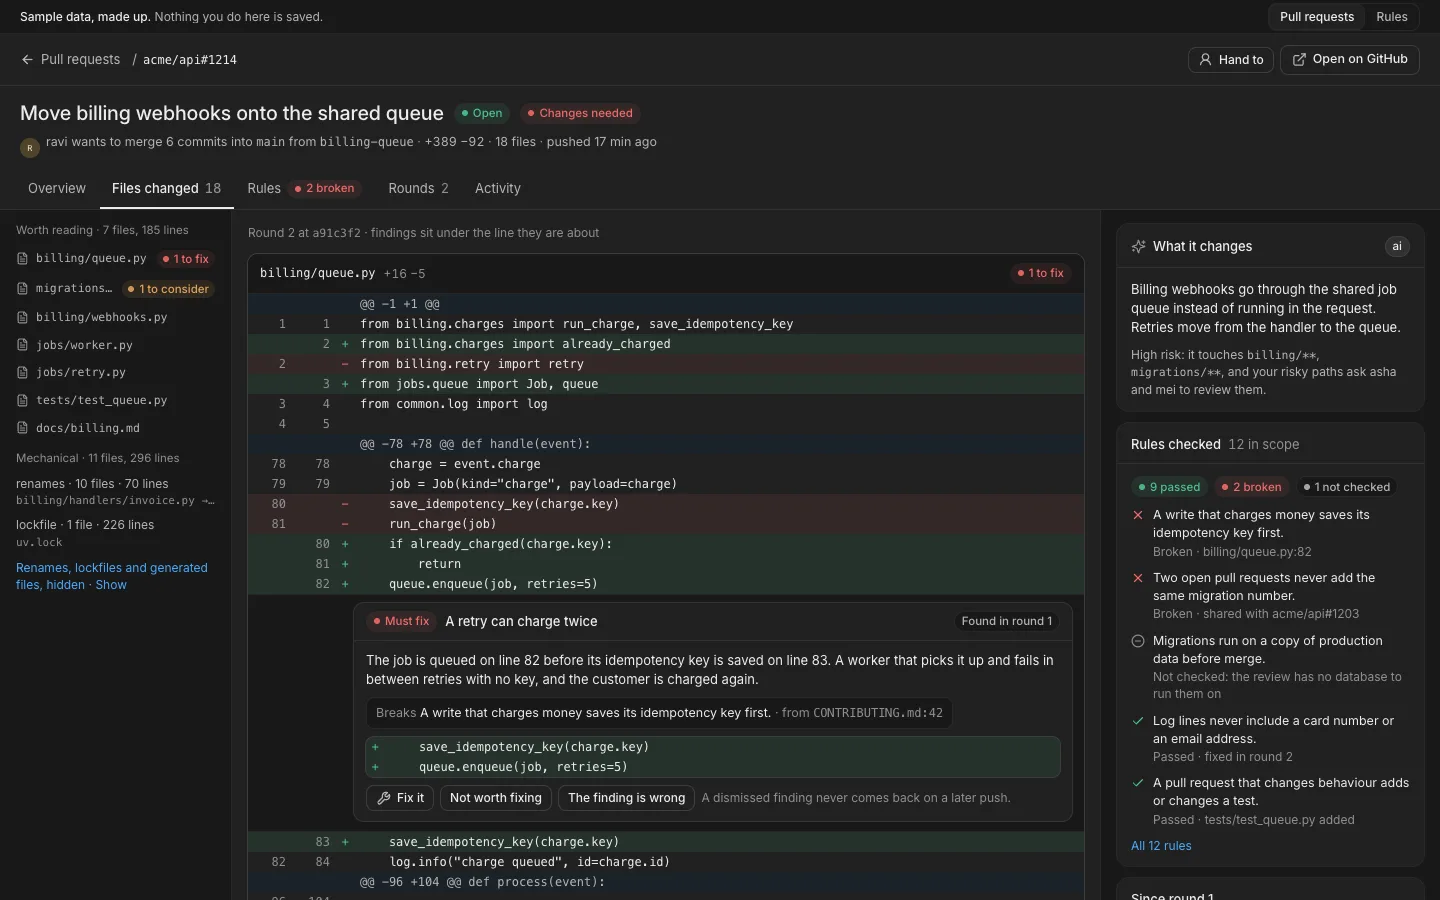 Sample data, made up. Nothing you do here is saved.
Pull requests Rules
Pull requests / acme/api#1214
Hand to Open on GitHub
Move billing webhooks onto the shared queue Open Changes needed
R ravi wants to merge 6 commits into main from billing-queue · +389 −92 · 18 files · pushed 17 min ago
Overview Files changed 18 Rules 2 broken Rounds 2 Activity
Worth reading · 7 files, 185 lines
billing/queue.py 1 to fix
migrations… 1 to consider
billing/webhooks.py
jobs/worker.py
jobs/retry.py
tests/test_queue.py
docs/billing.md
Mechanical · 11 files, 296 lines
renames · 10 files · 70 lines
billing/handlers/invoice.py →…
lockfile · 1 file · 226 lines
uv.lock
Renames, lockfiles and generated
files, hidden · Show
Round 2 at a91c3f2 · findings sit under the line they are about
billing/queue.py +16 −5 1 to fix
@@ −1 +1 @@
1 1 from billing.charges import run_charge, save_idempotency_key
2 + from billing.charges import already_charged
2 − from billing.retry import retry
3 + from jobs.queue import Job, queue
3 4 from common.log import log
4 5
@@ −78 +78 @@ def handle(event):
78 78 charge = event.charge
79 79 job = Job(kind="charge", payload=charge)
80 − save_idempotency_key(charge.key)
81 − run_charge(job)
80 + if already_charged(charge.key):
81 + return
82 + queue.enqueue(job, retries=5)
Must fix A retry can charge twice Found in round 1
The job is queued on line 82 before its idempotency key is saved on line 83. A worker that picks it up and fails in
between retries with no key, and the customer is charged again.
Breaks A write that charges money saves its idempotency key first. · from CONTRIBUTING.md:42
+ save_idempotency_key(charge.key)
+ queue.enqueue(job, retries=5)
Fix it Not worth fixing The finding is wrong A dismissed finding never comes back on a later push.
83 + save_idempotency_key(charge.key)
82 84 log.info("charge queued", id=charge.id)
@@ −96 +104 @@ def process(event):
What it changes ai
Billing webhooks go through the shared job
queue instead of running in the request.
Retries move from the handler to the queue.
High risk: it touches billing/**,
migrations/**, and your risky paths ask asha
and mei to review them.
Rules checked 12 in scope
9 passed 2 broken 1 not checked
A write that charges money saves its
idempotency key first.
Broken · billing/queue.py:82
Two open pull requests never add the
same migration number.
Broken · shared with acme/api#1203
Migrations run on a copy of production
data before merge.
Not checked: the review has no database to
run them on
Log lines never include a card number or
an email address.
Passed · fixed in round 2
A pull request that changes behaviour adds
or changes a test.
Passed · tests/test_queue.py added
All 12 rules
Since round 1